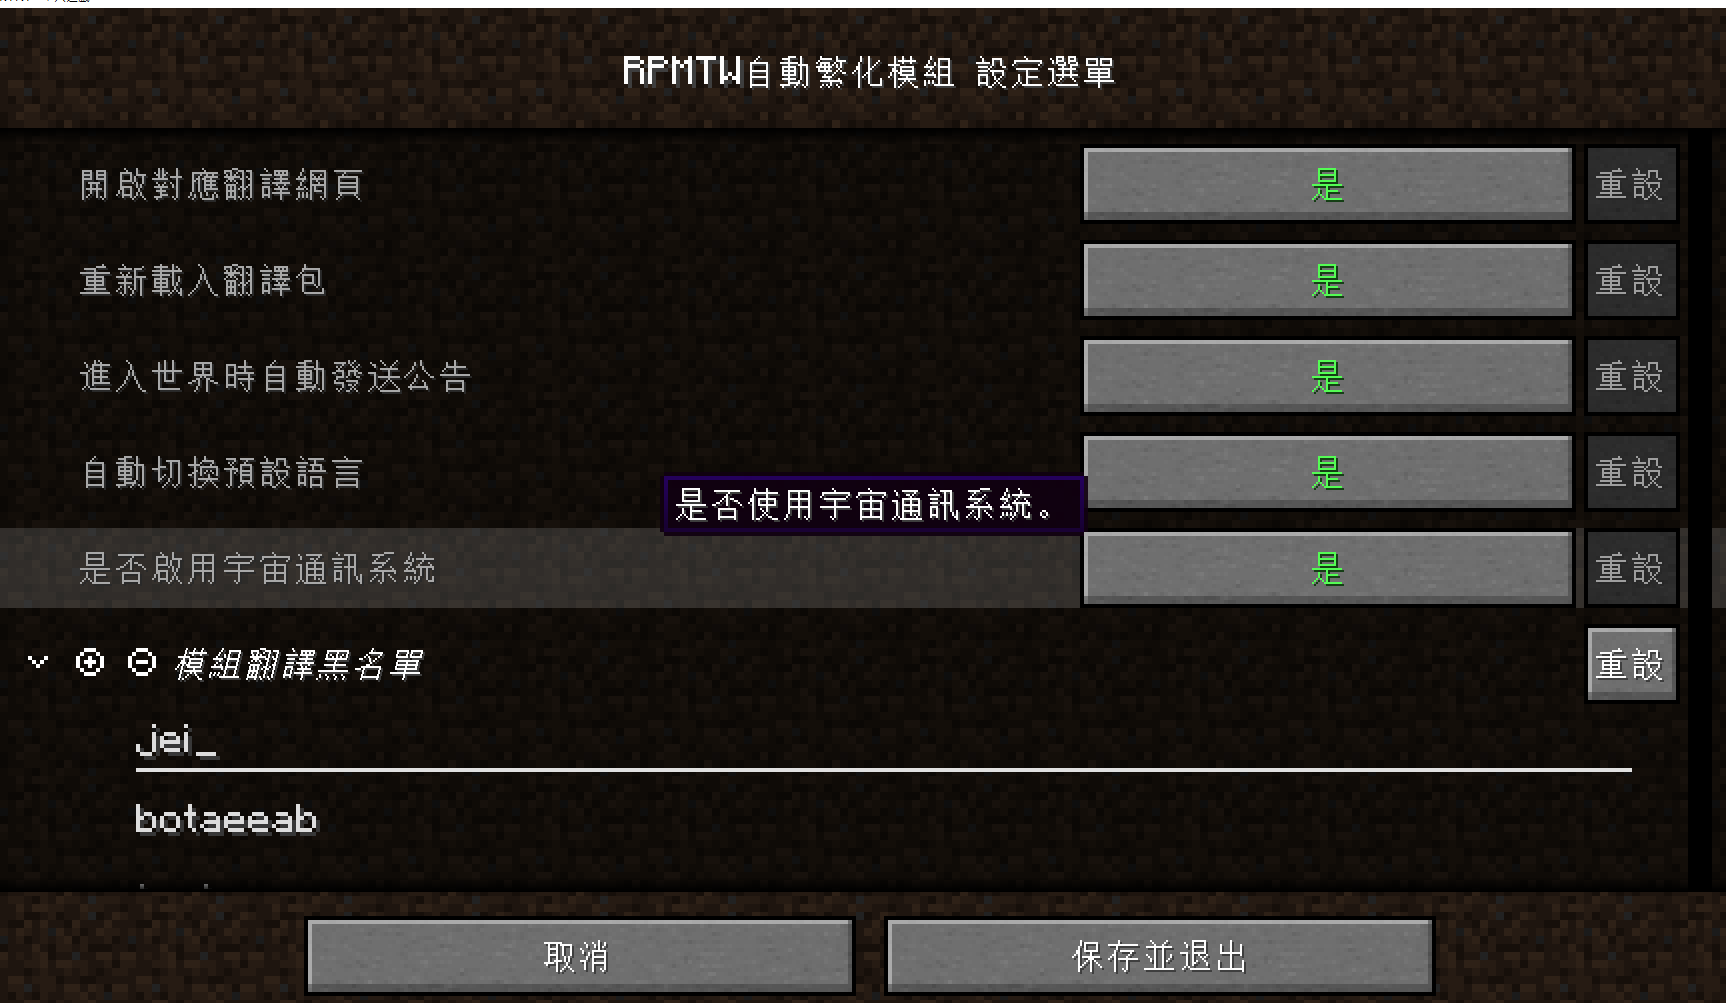 RPMTW自動繁化模組 設定選單
開啟對應翻譯網頁 是 重設
重新載入翻譯包 是 重設
進入世界時自動發送公告 是 重設
自動切換預設語言 是 重設
是否使用宇宙通訊系統。
是否啟用宇宙通訊系統 是 重設
模組翻譯黑名單 重設
jei_
botaeeab
取消 保存並退出